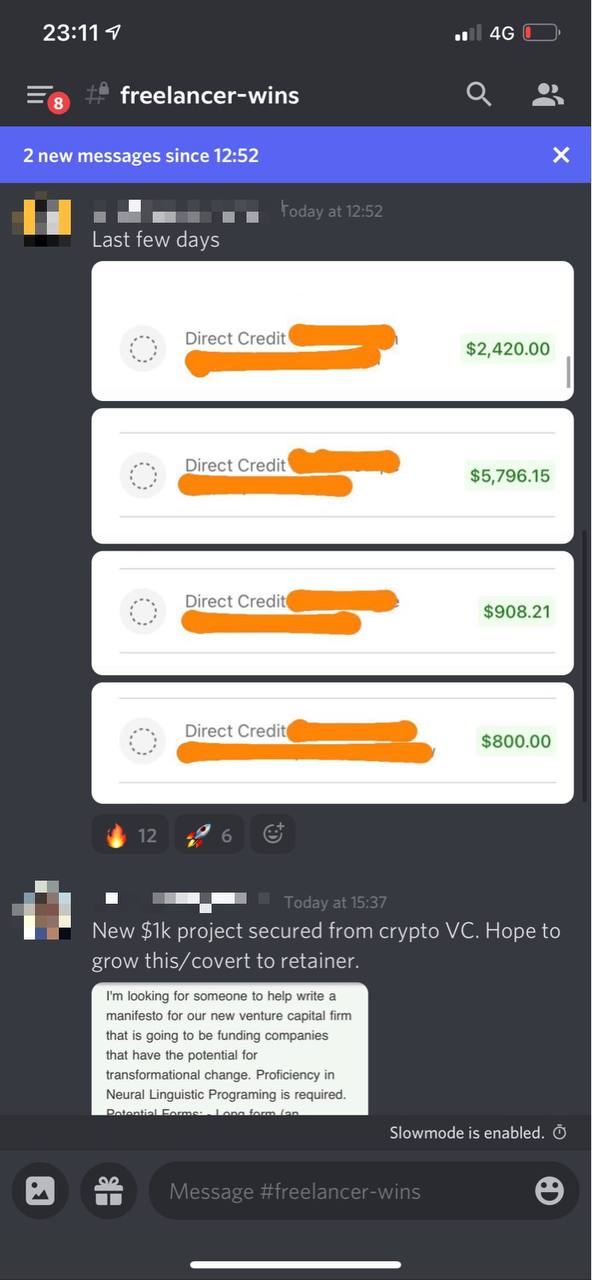 23:11
4G
8
# freelancer-wins
2 new messages since 12:52
Today at 12:52
Last few days
Direct Credit
$2,420.00
Direct Credit
$5,796.15
Direct Credit
$908.21
Direct Credit
$800.00
🔥 12 🚀 6
Today at 15:37
New $1k project secured from crypto VC. Hope to
grow this/covert to retainer.
I'm looking for someone to help write a
manifesto for our new venture capital firm
that is going to be funding companies
that have the potential for
transformational change. Proficiency in
Neural Linguistic Programing is required.
Potential Forms: - Long form (an
Slowmode is enabled.
Message #freelancer-wins